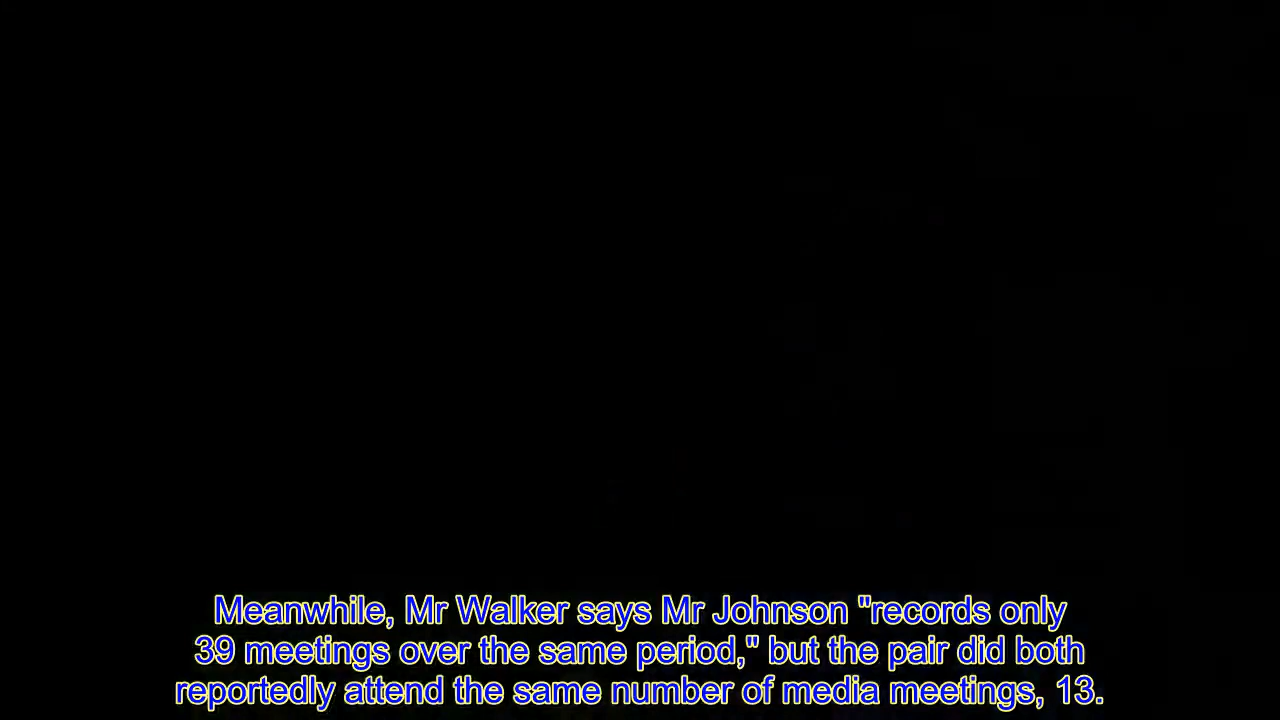 Meanwhile, Mr Walker says Mr Johnson "records only
39 meetings over the same period," but the pair did both
reportedly attend the same number of media meetings, 13.